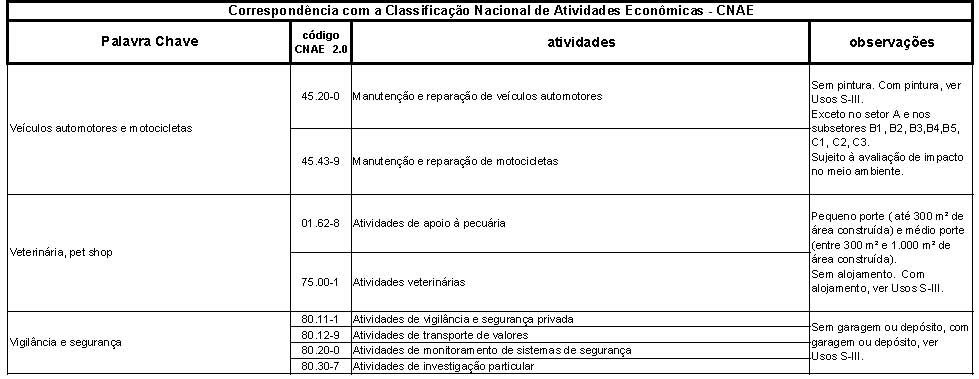 Correspondência com a Classificação Nacional de Atividades Econômicas - CNAE
Palavra Chave
código
CNAE 2.0
atividades
observações
Veículos automotores e motocicletas
45.20-0
Manutenção e reparação de veículos automotores
45.43-9
Manutenção e reparação de motocicletas
Sem pintura. Com pintura, ver
Usos S-III.
Exceto no setor A e nos
subsetores B1, B2, B3,B4,B5,
C1, C2, C3.
Sujeito à avaliação de impacto
no meio ambiente.
Veterinária, pet shop
01.62-8
Atividades de apoio à pecuária
75.00-1
Atividades veterinárias
Pequeno porte ( até 300 m² de
área construída) e médio porte
(entre 300 m² e 1.000 m² de
área construída).
Sem alojamento. Com
alojamento, ver Usos S-III.
Vigilância e segurança
80.11-1
Atividades de vigilância e segurança privada
80.12-9
Atividades de transporte de valores
80.20-0
Atividades de monitoramento de sistemas de segurança
80.30-7
Atividades de investigação particular
Sem garagem ou depósito, com
garagem ou depósito, ver
Usos S-III.